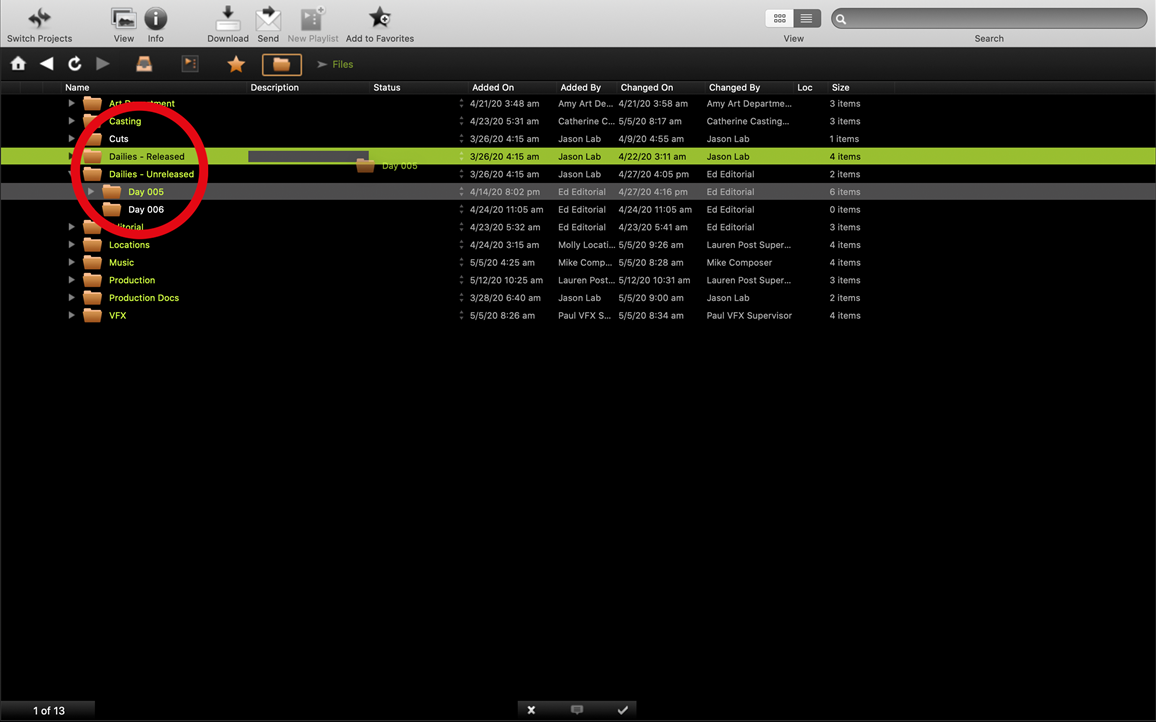 Switch Projects View Info Download Send New Playlist Add to Favorites View Search
Files
Name Description Status Added On Added By Changed On Changed By Loc Size
Art Department 4/21/20 3:48 am Amy Art De... 4/21/20 3:58 am Amy Art Departme... 3 items
Casting 4/23/20 5:31 am Catherine C... 5/5/20 8:17 am Catherine Casting... 3 items
Cuts 3/26/20 4:15 am Jason Lab 4/9/20 4:55 am Jason Lab 1 items
Dailies - Released 3/26/20 4:15 am Jason Lab 4/22/20 3:11 am Jason Lab 4 items
Day 005
Dailies - Unreleased 3/26/20 4:15 am Jason Lab 4/27/20 4:05 pm Ed Editorial 2 items
Day 005 4/14/20 8:02 pm Ed Editorial 4/27/20 4:16 pm Ed Editorial 6 items
Day 006 4/24/20 11:05 am Ed Editorial 4/24/20 11:05 am Ed Editorial 0 items
Editorial 4/23/20 5:32 am Ed Editorial 4/23/20 5:41 am Ed Editorial 3 items
Locations 4/24/20 3:15 am Molly Locati... 5/5/20 9:26 am Lauren Post Super... 4 items
Music 5/5/20 4:25 am Mike Comp... 5/5/20 8:28 am Mike Composer 4 items
Production 5/12/20 10:25 am Lauren Post... 5/12/20 10:31 am Lauren Post Super... 4 items
Production Docs 3/28/20 6:40 am Jason Lab 5/5/20 9:00 am Jason Lab 2 items
VFX 5/5/20 8:26 am Paul VFX S... 5/5/20 8:34 am Paul VFX Supervisor 4 items
1 of 13